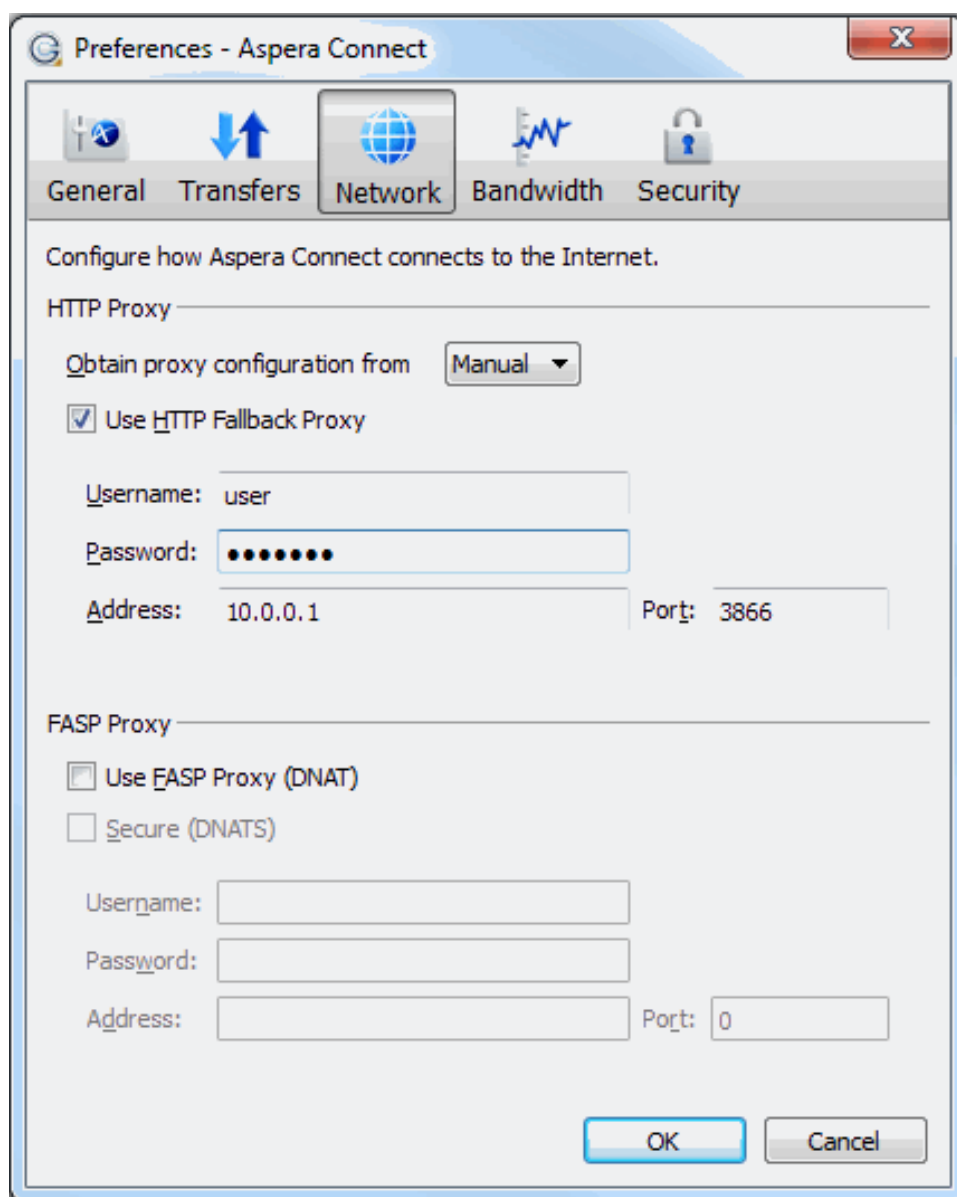 Preferences - Aspera Connect
X
General Transfers Network Bandwidth Security
Configure how Aspera Connect connects to the Internet.
HTTP Proxy
Obtain proxy configuration from Manual
Use HTTP Fallback Proxy
Username: user
Password: •••••••
Address: 10.0.0.1 Port: 3866
FASP Proxy
Use FASP Proxy (DNAT)
Secure (DNATS)
Username:
Password:
Address: Port: 0
OK Cancel